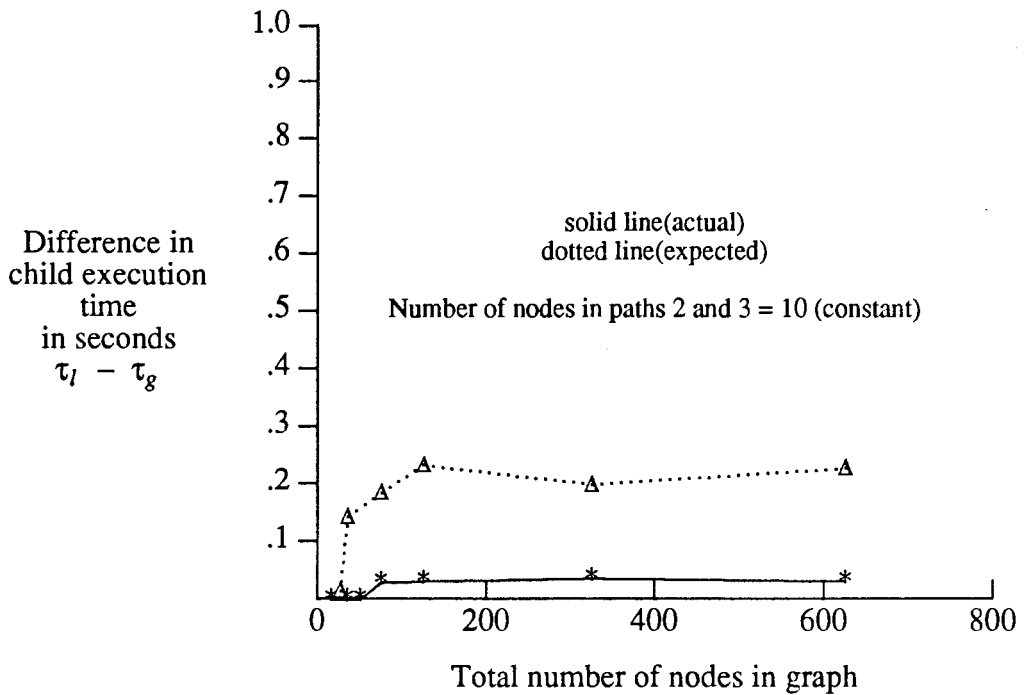 1.0
.9
.8
.7
.6
.5
.4
.3
.2
.1
Difference in
child execution
time
in seconds
τl − τg
solid line(actual)
dotted line(expected)
Number of nodes in paths 2 and 3 = 10 (constant)
0 200 400 600 800
Total number of nodes in graph